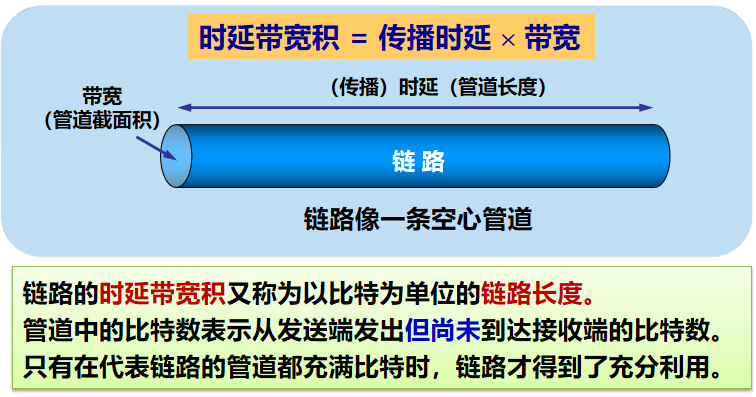 时延带宽积 = 传播时延 × 带宽
（传播）时延（管道长度）
带宽
（管道截面积）
链 路
链路像一条空心管道
链路的时延带宽积又称为以比特为单位的链路长度。
管道中的比特数表示从发送端发出但尚未到达接收端的比特数。
只有在代表链路的管道都充满比特时，链路才得到了充分利用。